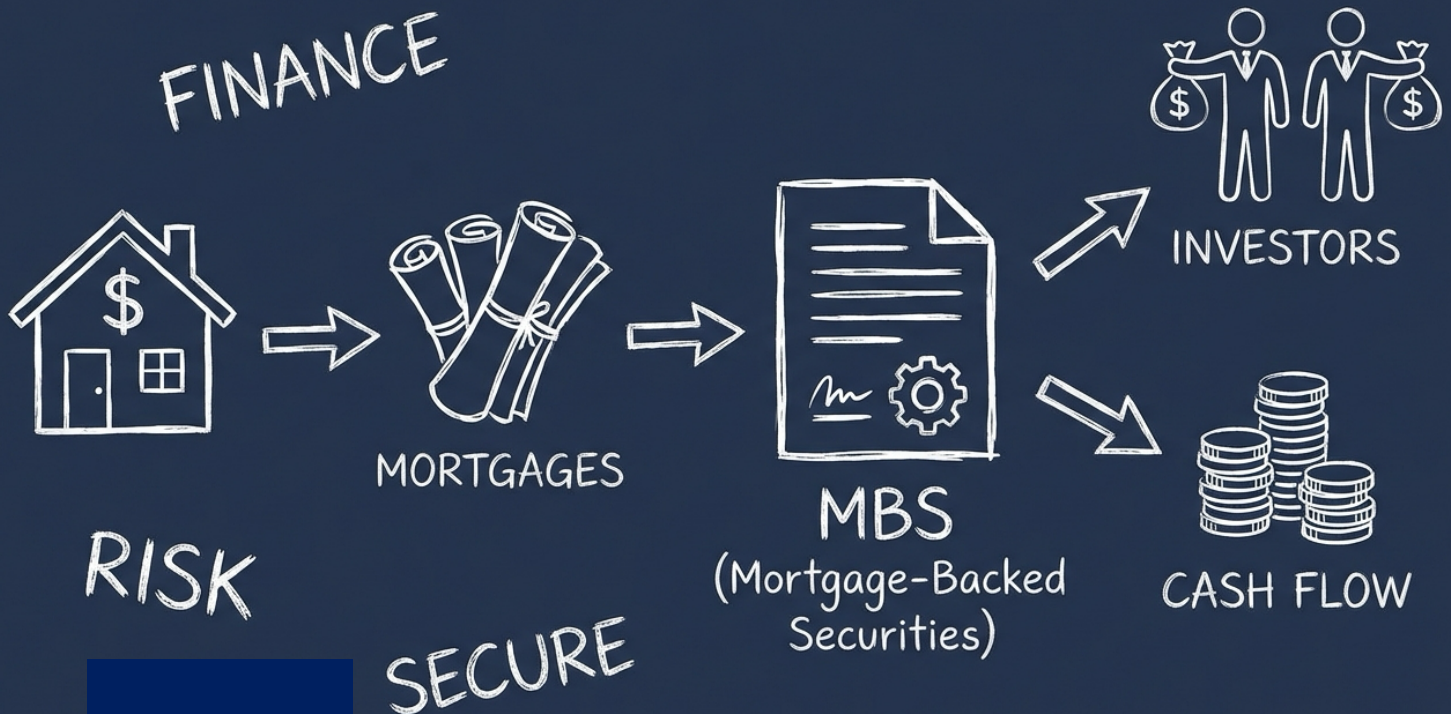 FINANCE
$
$
INVESTORS
$
MORTGAGES
MBS
(Mortgage-Backed
Securities)
CASH FLOW
RISK
SECURE